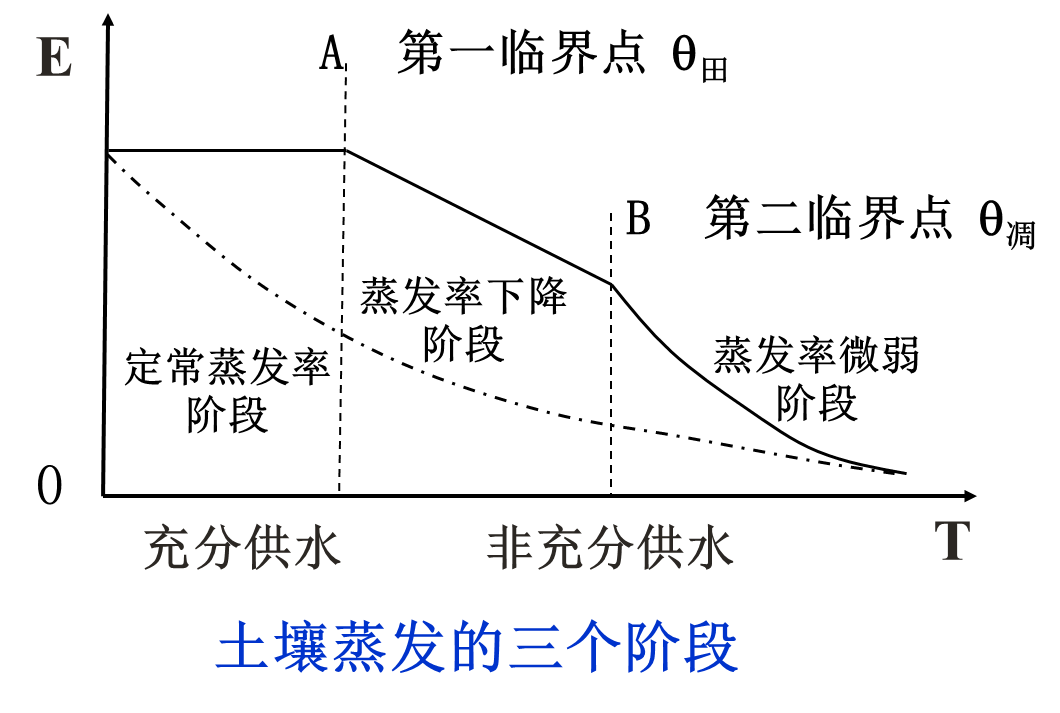 E
A 第一临界点 θ田
B 第二临界点 θ凋
蒸发率下降
阶段
定常蒸发率
阶段
蒸发率微弱
阶段
0
T
充分供水
非充分供水
土壤蒸发的三个阶段